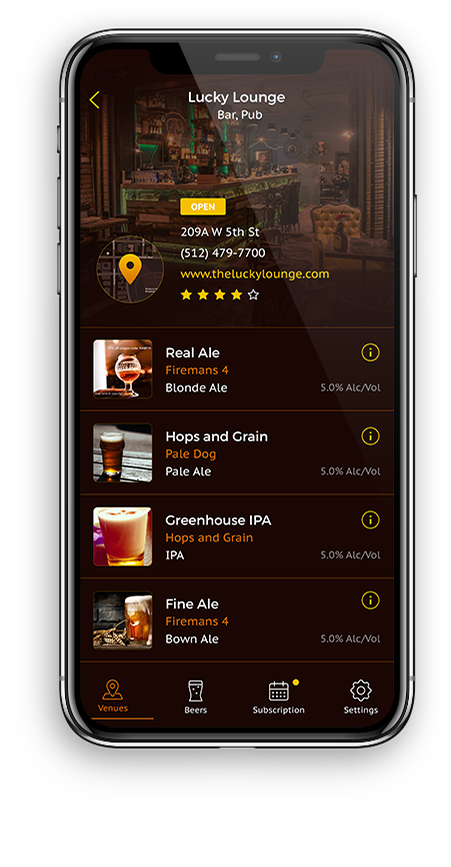 Lucky Lounge
Bar, Pub
OPEN
209A W 5th St
(512) 479-7700
www.theluckylounge.com
Real Ale
Firemans 4
Blonde Ale
5.0% Alc/Vol
Hops and Grain
Pale Dog
Pale Ale
5.0% Alc/Vol
Greenhouse IPA
Hops and Grain
IPA
5.0% Alc/Vol
Fine Ale
Firemans 4
Bown Ale
5.0% Alc/Vol
Venues
Beers
Subscription
Settings